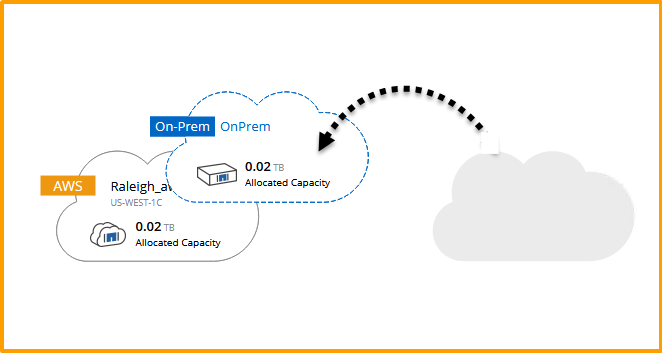 On-Prem OnPrem
0.02 TB
Allocated Capacity
AWS Raleigh_a
US-WEST-1C
0.02 TB
Allocated Capacity